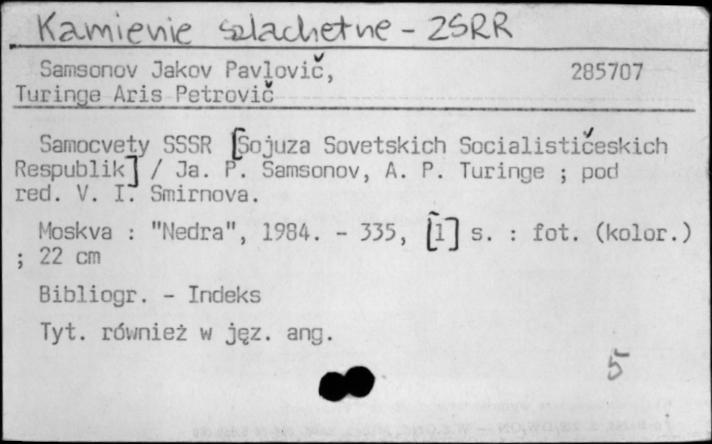 Kamienie szlachetne - ZSRR
Samsonov Jakov Pavlovič, 285707
Turinge Aris Petrovič
Samocvety SSSR [Sojuza Sovetskich Socialističeskich
Respublik] / Ja. P. Samsonov, A. P. Turinge ; pod
red. V. I. Smirnova.
Moskva : "Nedra", 1984. - 335, [1] s. : fot. (kolor.)
; 22 cm
Bibliogr. - Indeks
Tyt. również w jęz. ang.
5